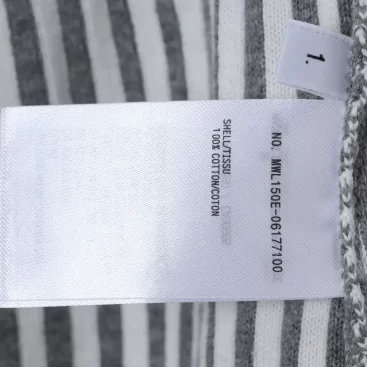 1.
NO. MWL150E-06177100
SHELL/TISSU
100% COTTON/COTON